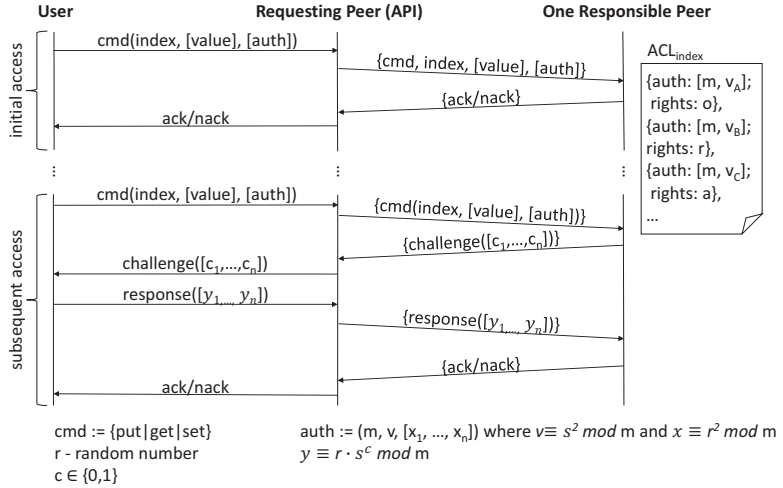 User
Requesting Peer (API)
One Responsible Peer
initial access
cmd(index, [value], [auth])
{cmd, index, [value], [auth]}
{ack/nack}
ack/nack
ACLindex
{auth: [m, vA];
rights: o},
{auth: [m, vB];
rights: r},
{auth: [m, vC];
rights: a},
...
...
...
...
subsequent access
cmd(index, [value], [auth])
{cmd(index, [value], [auth])}
{challenge([c1,...,cn])}
challenge([c1,...,cn])
response([y1,..., yn])
{response([y1,..., yn])}
{ack/nack}
ack/nack
cmd := {put|get|set}
r - random number
c ∈ {0,1}
auth := (m, v, [x1, ..., xn]) where v≡ s² mod m and x ≡ r² mod m
y ≡ r · sᶜ mod m